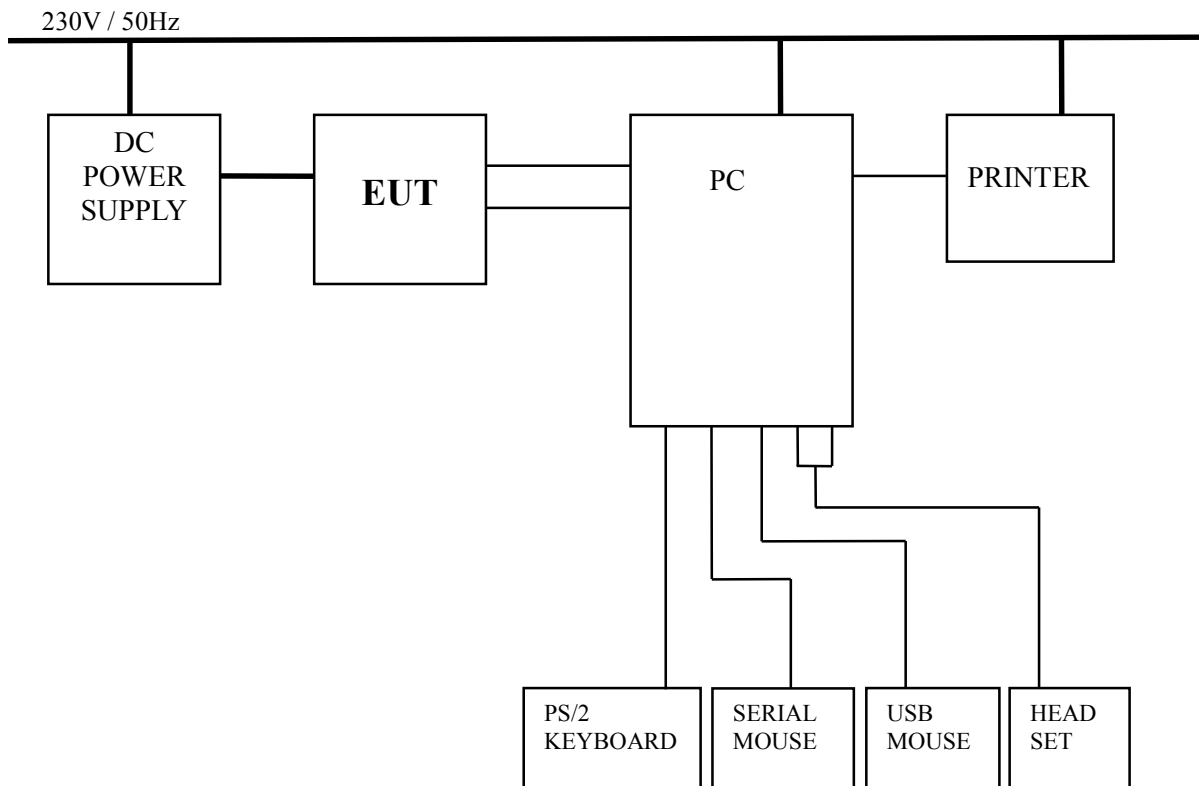 230V / 50Hz
DC
POWER
SUPPLY
EUT
PC
PRINTER
PS/2
KEYBOARD
SERIAL
MOUSE
USB
MOUSE
HEAD
SET